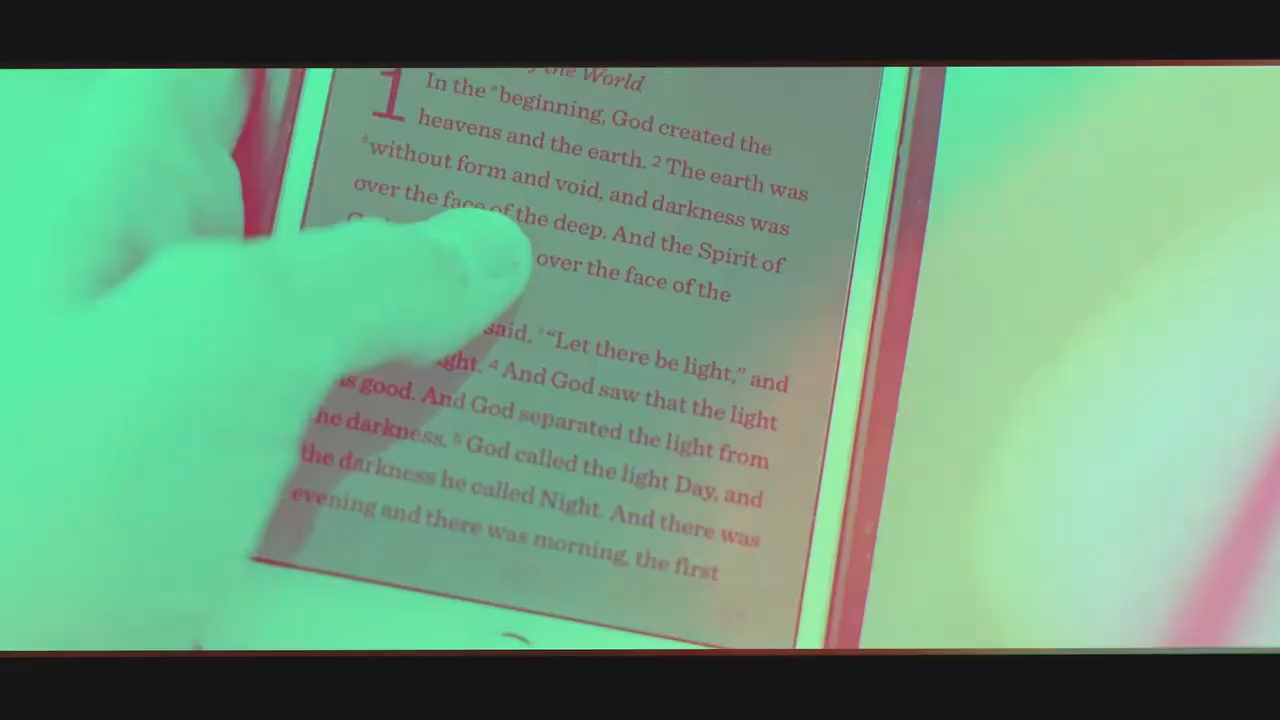 the World
1 In the ᵃbeginning, God created the
heavens and the earth. ² The earth was
ᵇwithout form and void, and darkness was
over the face of the deep. And the Spirit of
over the face of the
said, ᶜ“Let there be light,” and
⁴ And God saw that the light
good. And God separated the light from
the darkness. ⁵ God called the light Day, and
the darkness he called Night. And there was
evening and there was morning, the first